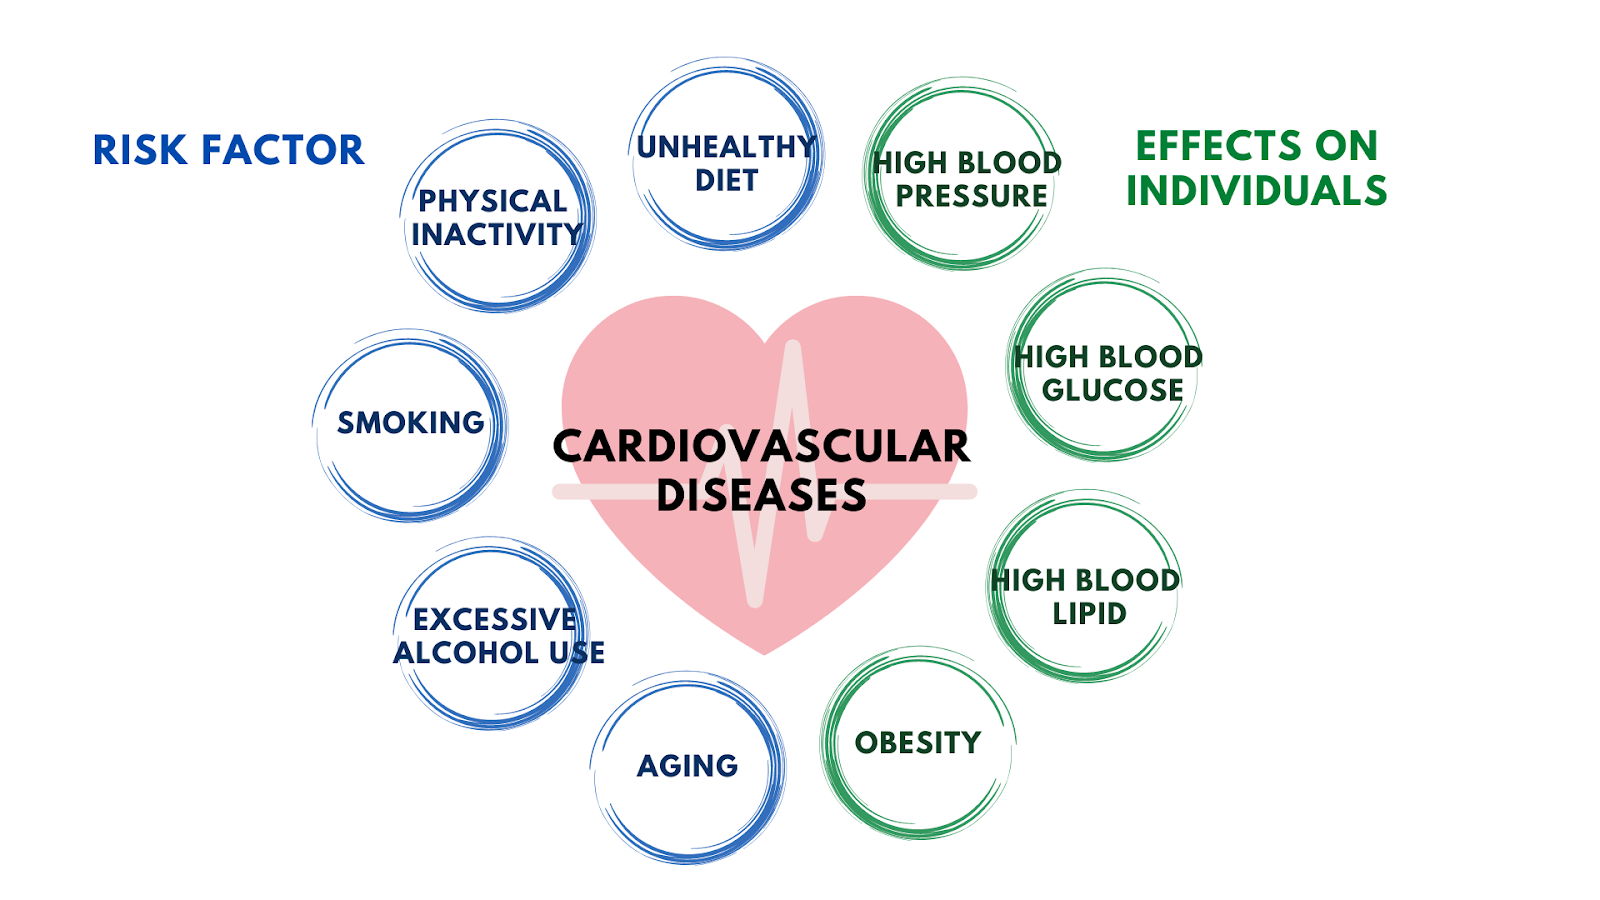 RISK FACTOR
UNHEALTHY
DIET
PHYSICAL
INACTIVITY
SMOKING
EXCESSIVE
ALCOHOL USE
AGING
CARDIOVASCULAR
DISEASES
EFFECTS ON
INDIVIDUALS
HIGH BLOOD
PRESSURE
HIGH BLOOD
GLUCOSE
HIGH BLOOD
LIPID
OBESITY